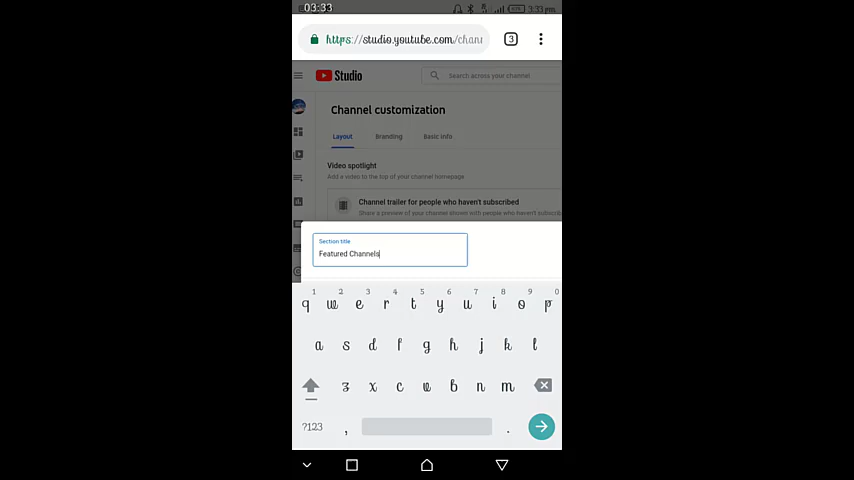 03:33
3:33 pm
https://studio.youtube.com/chann
3
Studio
Search across your channel
Channel customization
Layout Branding Basic info
Video spotlight
Add a video to the top of your channel homepage
Channel trailer for people who haven't subscribed
Share a preview of your channel shown with people who haven't subscrib
Section title
Featured Channels
1 2 3 4 5 6 7 8 9 0
q w e r t y u i o p
a s d f g h j k l
z x c v b n m
?123 , .